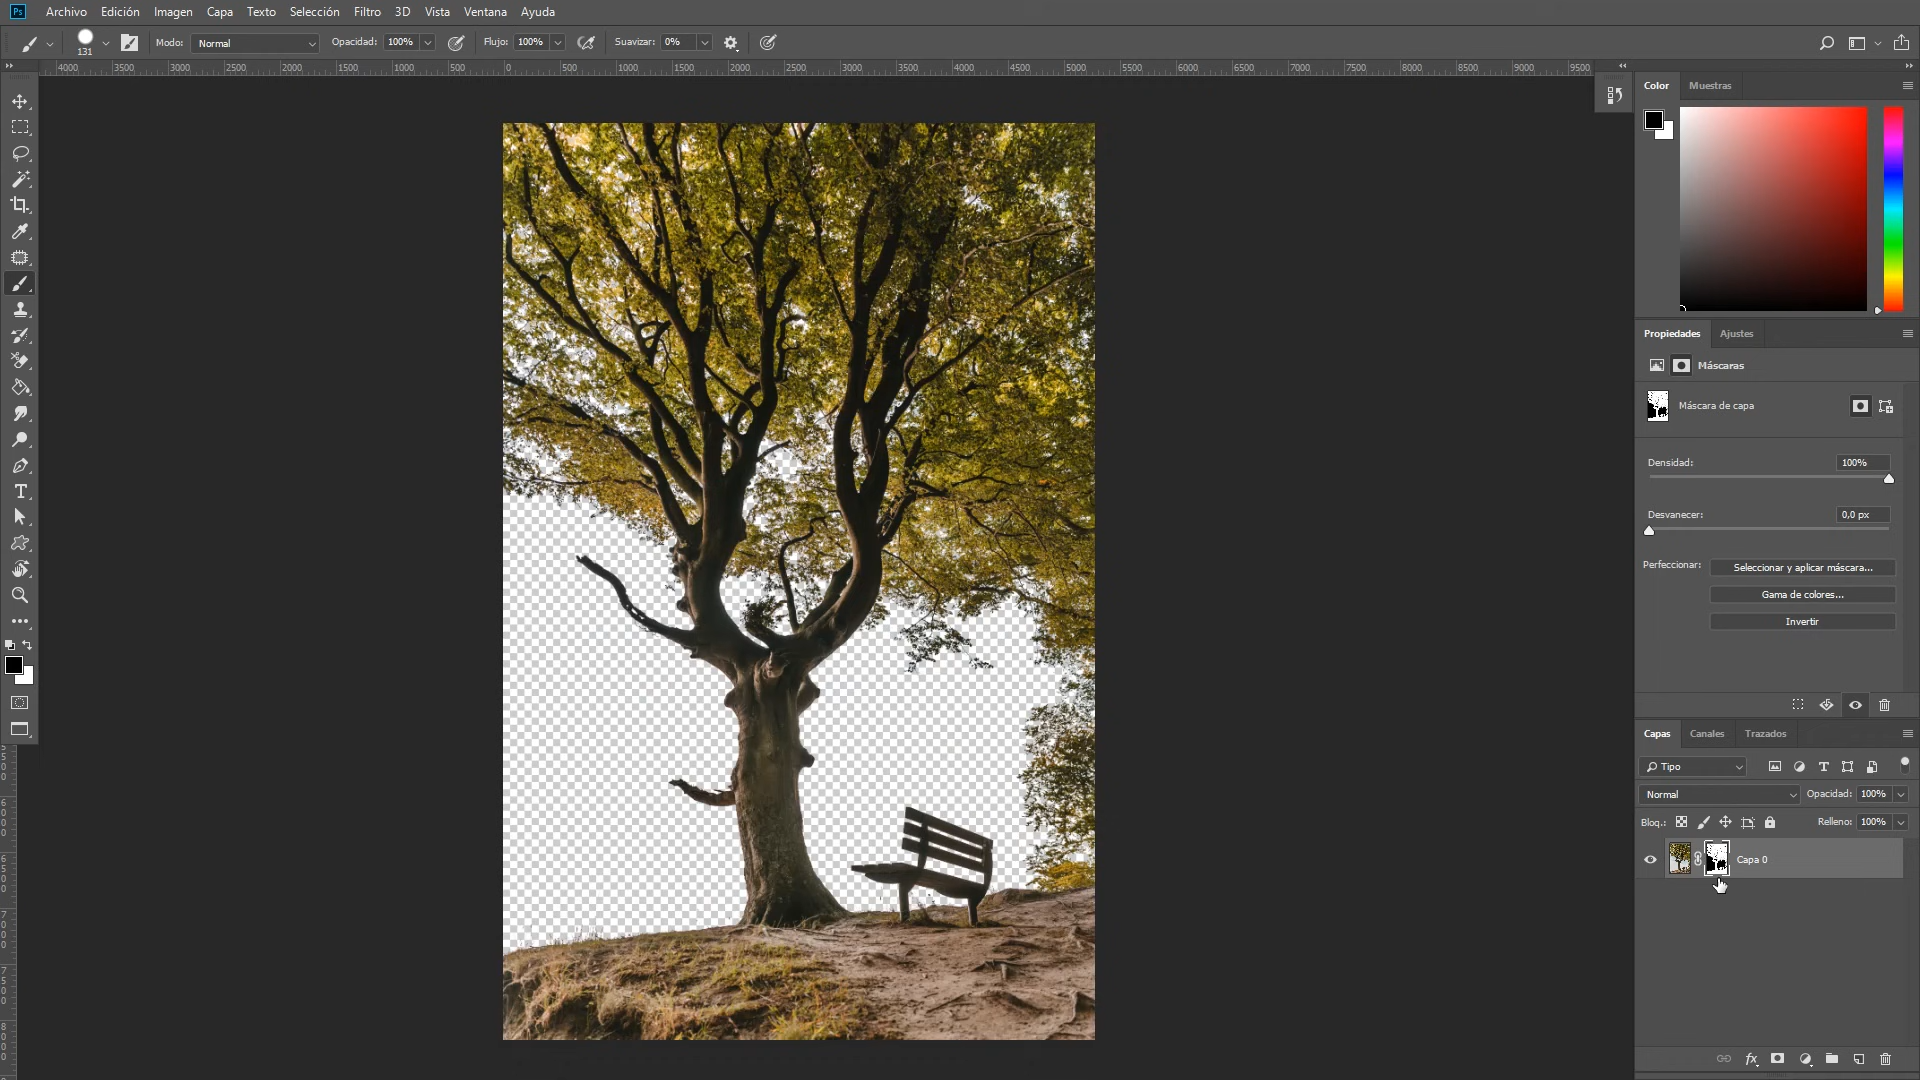 Ps Archivo Edición Imagen Capa Texto Selección Filtro 3D Vista Ventana Ayuda
131 Modo: Normal Opacidad: 100% Flujo: 100% Suavizar: 0%
4000 3500 3000 2500 2000 1500 1000 500 0 500 1000 1500 2000 2500 3000 3500 4000 4500 5000 5500 6000 6500 7000 7500 8000 8500 9000 9500
Color Muestras
Propiedades Ajustes
Máscaras
Máscara de capa
Densidad: 100%
Desvanecer: 0,0 px
Perfeccionar: Seleccionar y aplicar máscara...
Gama de colores...
Invertir
Capas Canales Trazados
Tipo
Normal Opacidad: 100%
Bloq.: Relleno: 100%
Capa 0
fx